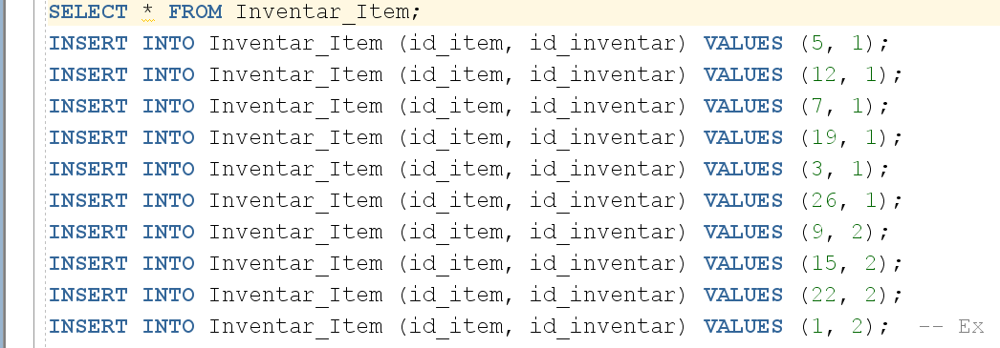 SELECT * FROM Inventar_Item;
INSERT INTO Inventar_Item (id_item, id_inventar) VALUES (5, 1);
INSERT INTO Inventar_Item (id_item, id_inventar) VALUES (12, 1);
INSERT INTO Inventar_Item (id_item, id_inventar) VALUES (7, 1);
INSERT INTO Inventar_Item (id_item, id_inventar) VALUES (19, 1);
INSERT INTO Inventar_Item (id_item, id_inventar) VALUES (3, 1);
INSERT INTO Inventar_Item (id_item, id_inventar) VALUES (26, 1);
INSERT INTO Inventar_Item (id_item, id_inventar) VALUES (9, 2);
INSERT INTO Inventar_Item (id_item, id_inventar) VALUES (15, 2);
INSERT INTO Inventar_Item (id_item, id_inventar) VALUES (22, 2);
INSERT INTO Inventar_Item (id_item, id_inventar) VALUES (1, 2);  -- Ex